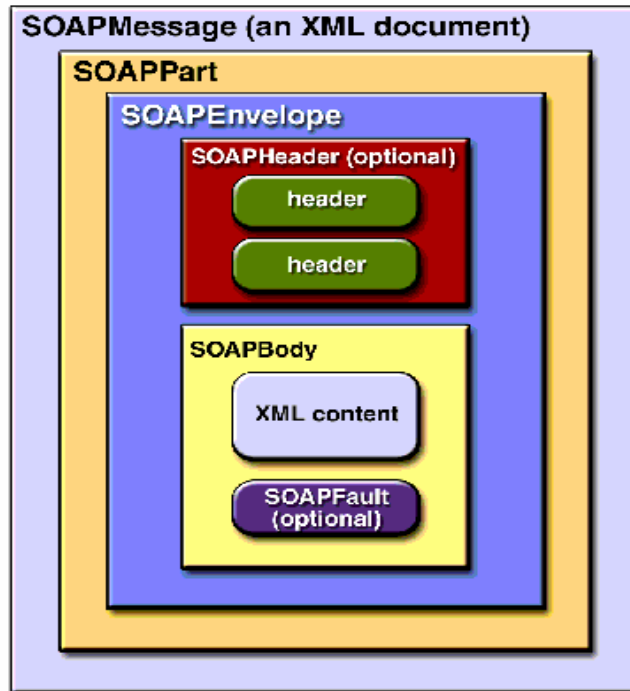 SOAPMessage (an XML document)
SOAPPart
SOAPEnvelope
SOAPHeader (optional)
header
header
SOAPBody
XML content
SOAPFault
(optional)